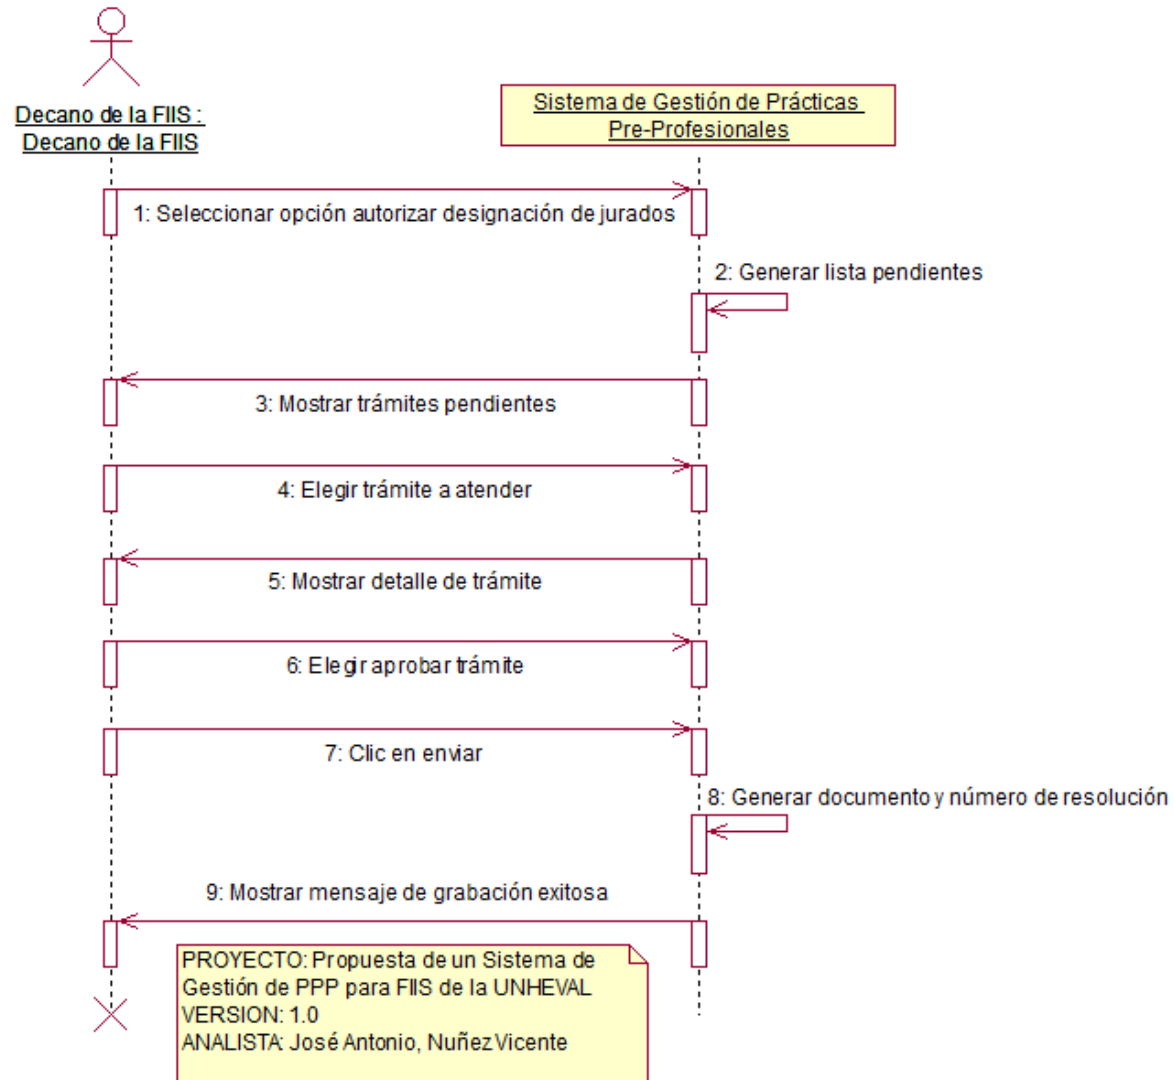 Decano de la FIIS :
Decano de la FIIS
Sistema de Gestión de Prácticas
Pre-Profesionales
1: Seleccionar opción autorizar designación de jurados
2: Generar lista pendientes
3: Mostrar trámites pendientes
4: Elegir trámite a atender
5: Mostrar detalle de trámite
6: Elegir aprobar trámite
7: Clic en enviar
8: Generar documento y número de resolución
9: Mostrar mensaje de grabación exitosa
PROYECTO: Propuesta de un Sistema de
Gestión de PPP para FIIS de la UNHEVAL
VERSION: 1.0
ANALISTA: José Antonio, Nuñez Vicente